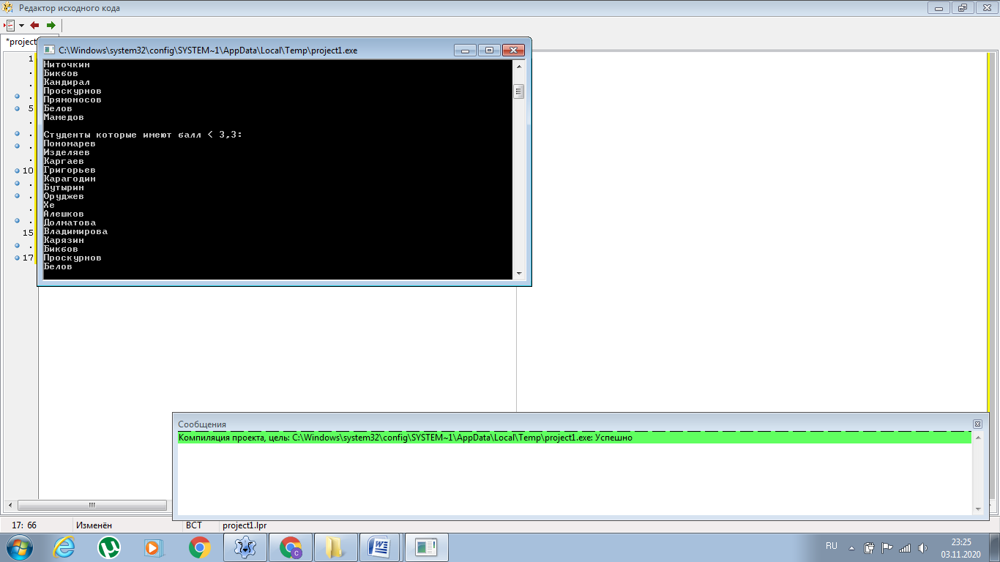 Редактор исходного кода
*project
C:\Windows\system32\config\SYSTEM~1\AppData\Local\Temp\project1.exe
1
5
10
15
17
Ниточкин
Бикбов
Кандирал
Проскурнов
Прямоносов
Белов
Мамедов
Студенты которые имеют балл < 3,3:
Пономарев
Изделяев
Каргаев
Григорьев
Карагодин
Бутырин
Оруджев
Хе
Алешков
Долматова
Владимирова
Карязин
Бикбов
Проскурнов
Белов
Сообщения
Компиляция проекта, цель: C:\Windows\system32\config\SYSTEM~1\AppData\Local\Temp\project1.exe: Успешно
17: 66 Изменён ВСТ project1.lpr
RU
23:25
03.11.2020